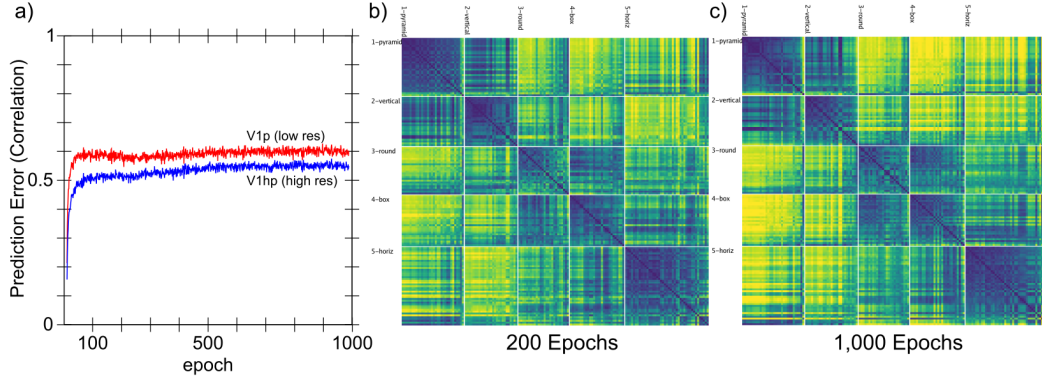 a)
Prediction Error (Correlation)
1
0.5
0
V1p (low res)
V1hp (high res)
100
500
1000
epoch
b)
1-pyramid
2-vertical
3-round
4-box
5-horiz
1-pyramid
2-vertical
3-round
4-box
5-horiz
200 Epochs
c)
1-pyramid
2-vertical
3-round
4-box
5-horiz
1-pyramid
2-vertical
3-round
4-box
5-horiz
1,000 Epochs